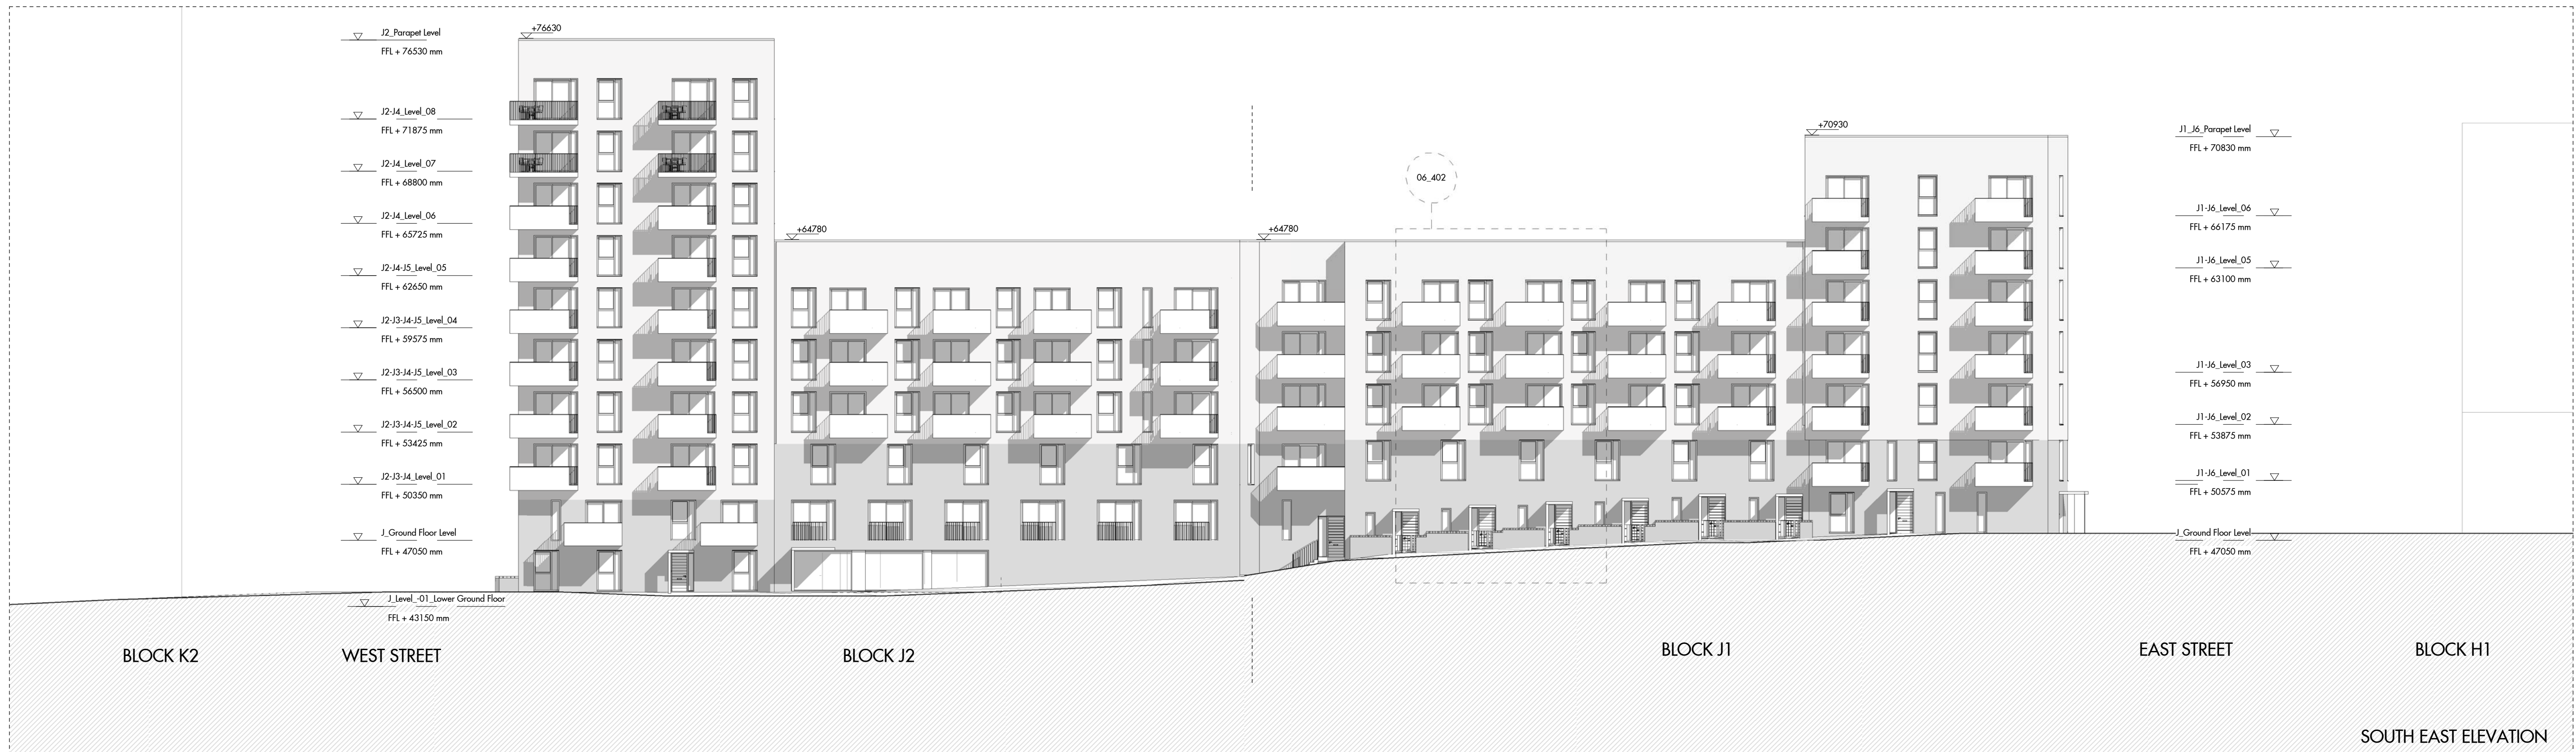 J2_Parapet Level
FFL + 76530 mm
J2-J4_Level_08
FFL + 71875 mm
J2-J4_Level_07
FFL + 68800 mm
J2-J4_Level_06
FFL + 65725 mm
J2-J4-J5_Level_05
FFL + 62650 mm
J2-J3-J4-J5_Level_04
FFL + 59575 mm
J2-J3-J4-J5_Level_03
FFL + 56500 mm
J2-J3-J4-J5_Level_02
FFL + 53425 mm
J2-J3-J4_Level_01
FFL + 50350 mm
J_Ground Floor Level
FFL + 47050 mm
J_Level_-01_Lower Ground Floor
FFL + 43150 mm
+76630
+64780
+64780
06_402
+70930
J1_J6_Parapet Level
FFL + 70830 mm
J1-J6_Level_06
FFL + 66175 mm
J1-J6_Level_05
FFL + 63100 mm
J1-J6_Level_03
FFL + 56950 mm
J1-J6_Level_02
FFL + 53875 mm
J1-J6_Level_01
FFL + 50575 mm
J_Ground Floor Level
FFL + 47050 mm
BLOCK K2
WEST STREET
BLOCK J2
BLOCK J1
EAST STREET
BLOCK H1
SOUTH EAST ELEVATION